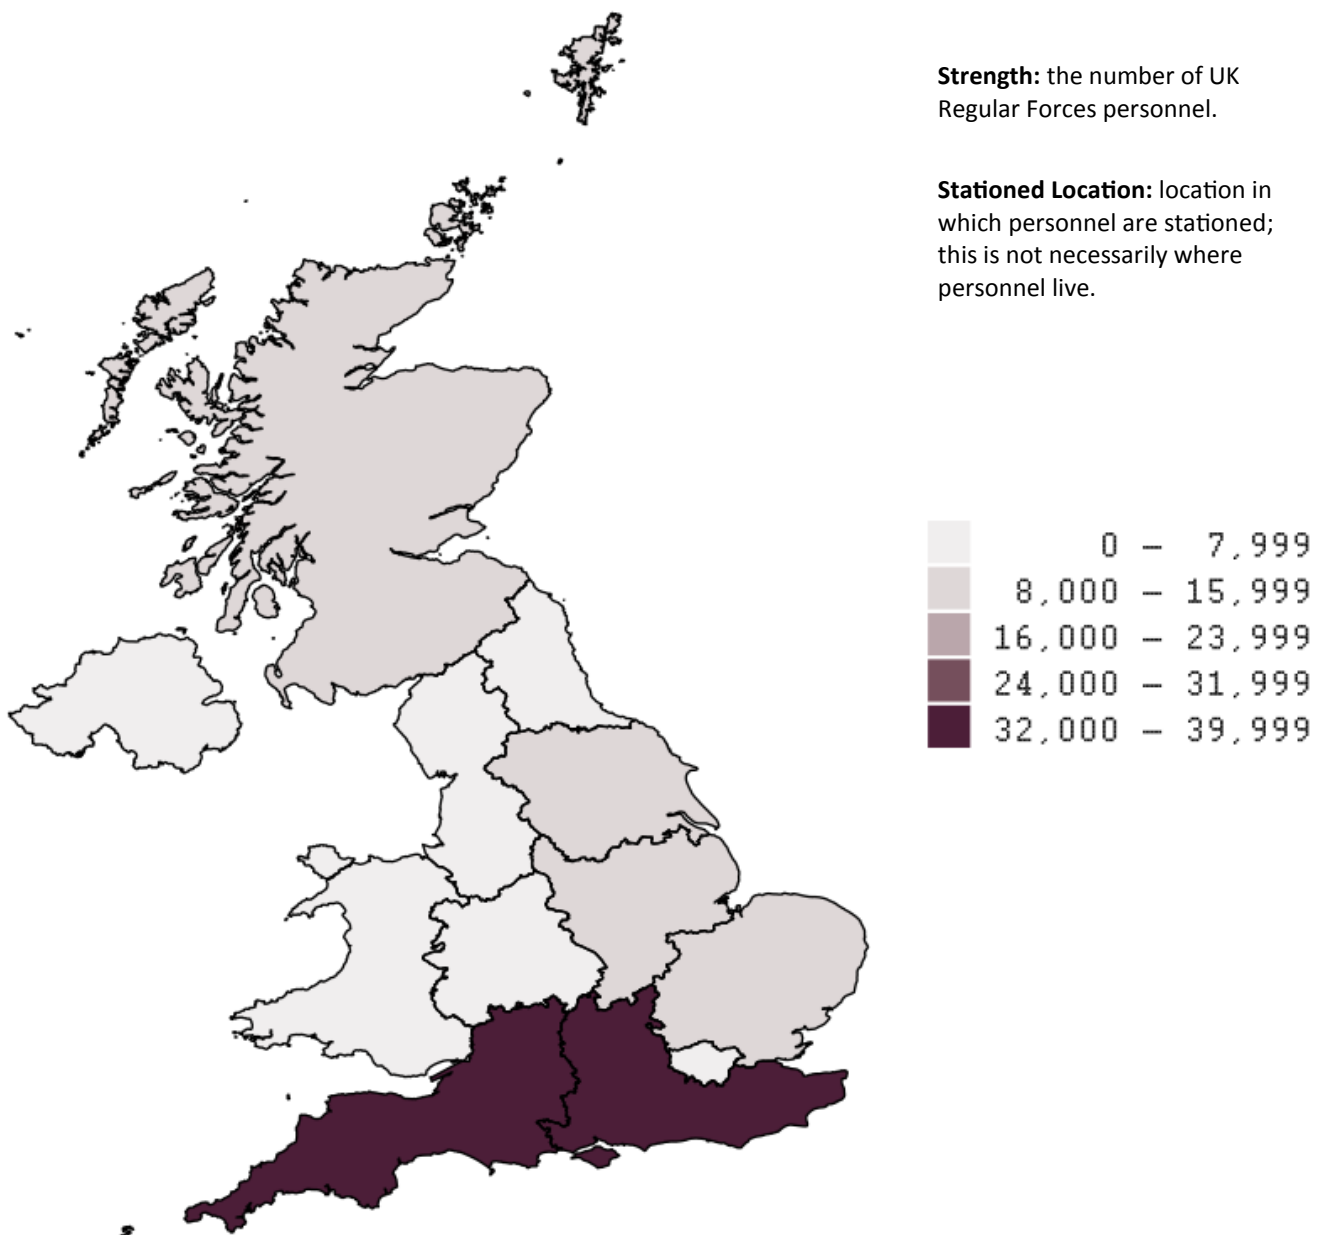 Strength: the number of UK
Regular Forces personnel.
Stationed Location: location in
which personnel are stationed;
this is not necessarily where
personnel live.
0 – 7,999
8,000 – 15,999
16,000 – 23,999
24,000 – 31,999
32,000 – 39,999